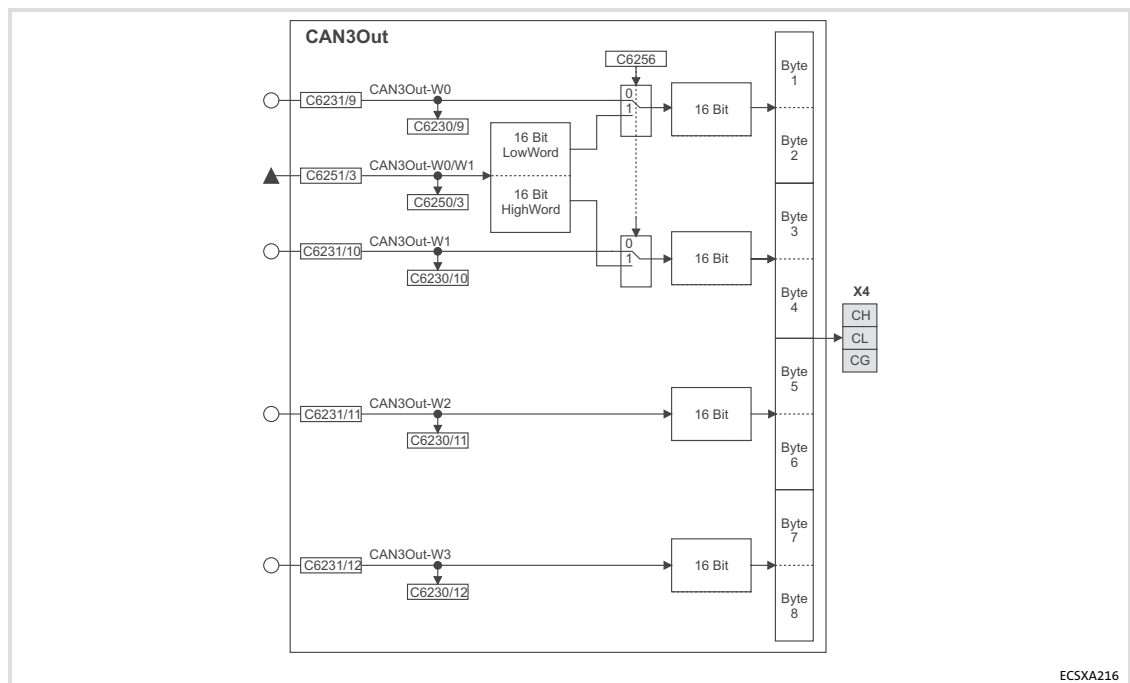 CAN3Out
C6256
Byte
1
C6231/9
CAN3Out-W0
0
1
16 Bit
C6230/9
16 Bit
LowWord
Byte
2
C6251/3
CAN3Out-W0/W1
C6250/3
16 Bit
HighWord
Byte
3
C6231/10
CAN3Out-W1
0
1
16 Bit
C6230/10
Byte
4
X4
CH
CL
CG
Byte
5
C6231/11
CAN3Out-W2
16 Bit
C6230/11
Byte
6
Byte
7
C6231/12
CAN3Out-W3
16 Bit
C6230/12
Byte
8
ECSXA216